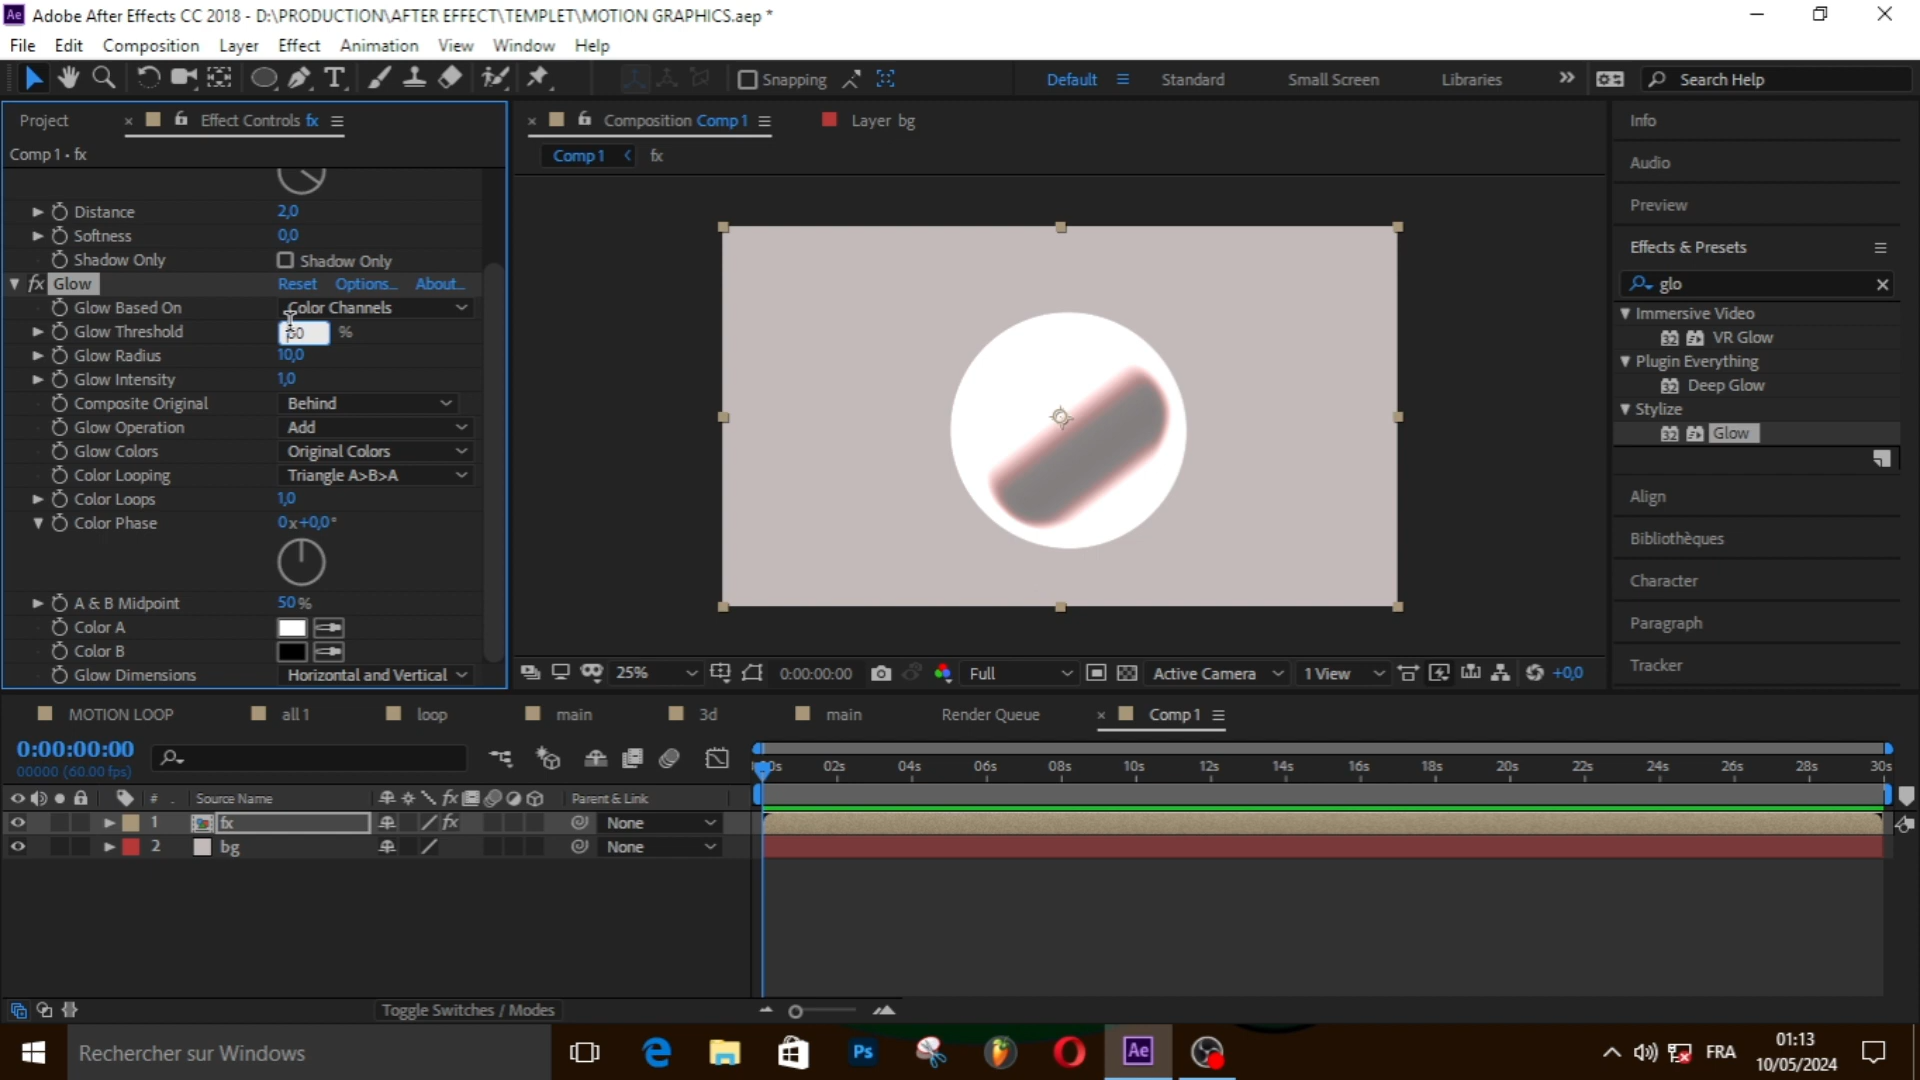 Ae Adobe After Effects CC 2018 - D:\PRODUCTION\AFTER EFFECT\TEMPLET\MOTION GRAPHICS.aep *
File Edit Composition Layer Effect Animation View Window Help
T Snapping Default Standard Small Screen Libraries Search Help
Project Effect Controls fx Composition Comp 1 Layer bg Info
Comp 1 • fx Comp 1 fx
Audio
Preview
Distance 2,0
Softness 0,0
Shadow Only Shadow Only
Effects & Presets
glo
fx Glow Reset Options... About...
Glow Based On Color Channels
Glow Threshold 60 %
Glow Radius 10,0
Glow Intensity 1,0
Composite Original Behind
Glow Operation Add
Glow Colors Original Colors
Color Looping Triangle A>B>A
Color Loops 1,0
Color Phase 0x+0,0°
A & B Midpoint 50%
Color A
Color B
Glow Dimensions Horizontal and Vertical
Immersive Video
32 VR Glow
Plugin Everything
Deep Glow
Stylize
32 Glow
Align
Bibliothèques
Character
Paragraph
Tracker
25% 0:00:00:00 Full Active Camera 1 View +0,0
MOTION LOOP all 1 loop main 3d main Render Queue Comp 1
0:00:00:00
00000 (60.00 fps)
02s 04s 06s 08s 10s 12s 14s 16s 18s 20s 22s 24s 26s 28s 30s
# Source Name fx Parent & Link
1 fx fx None
2 bg None
Toggle Switches / Modes
Rechercher sur Windows Ps Ae FRA 01:13
10/05/2024